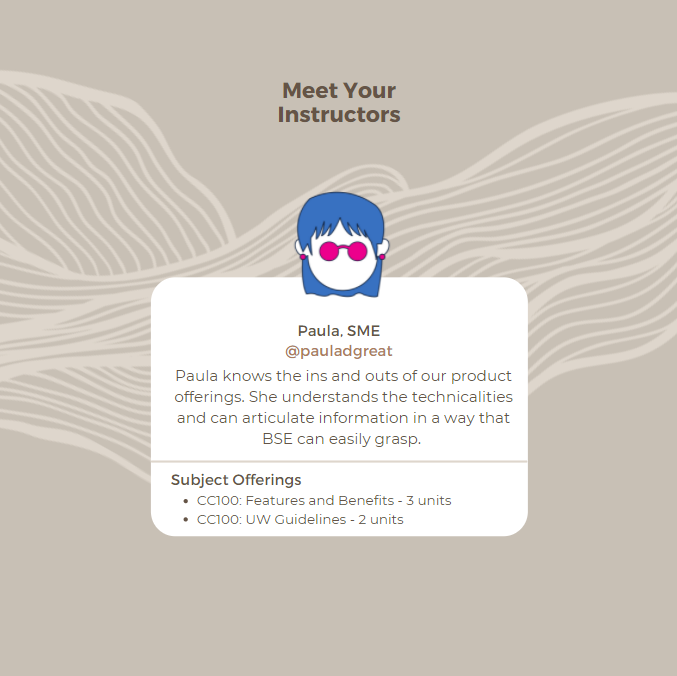 Meet Your
Instructors
Paula, SME
@pauladgreat
Paula knows the ins and outs of our product
offerings. She understands the technicalities
and can articulate information in a way that
BSE can easily grasp.
Subject Offerings
• CC100: Features and Benefits - 3 units
• CC100: UW Guidelines - 2 units